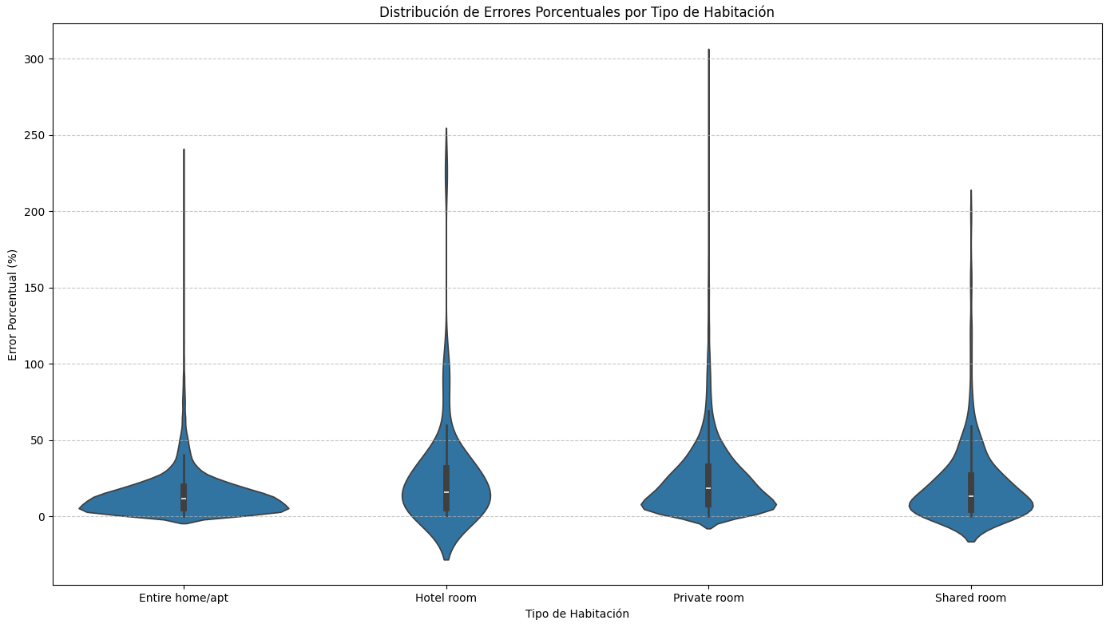 Distribución de Errores Porcentuales por Tipo de Habitación
300
250
200
150
100
50
0
Error Porcentual (%)
Entire home/apt
Hotel room
Private room
Shared room
Tipo de Habitación